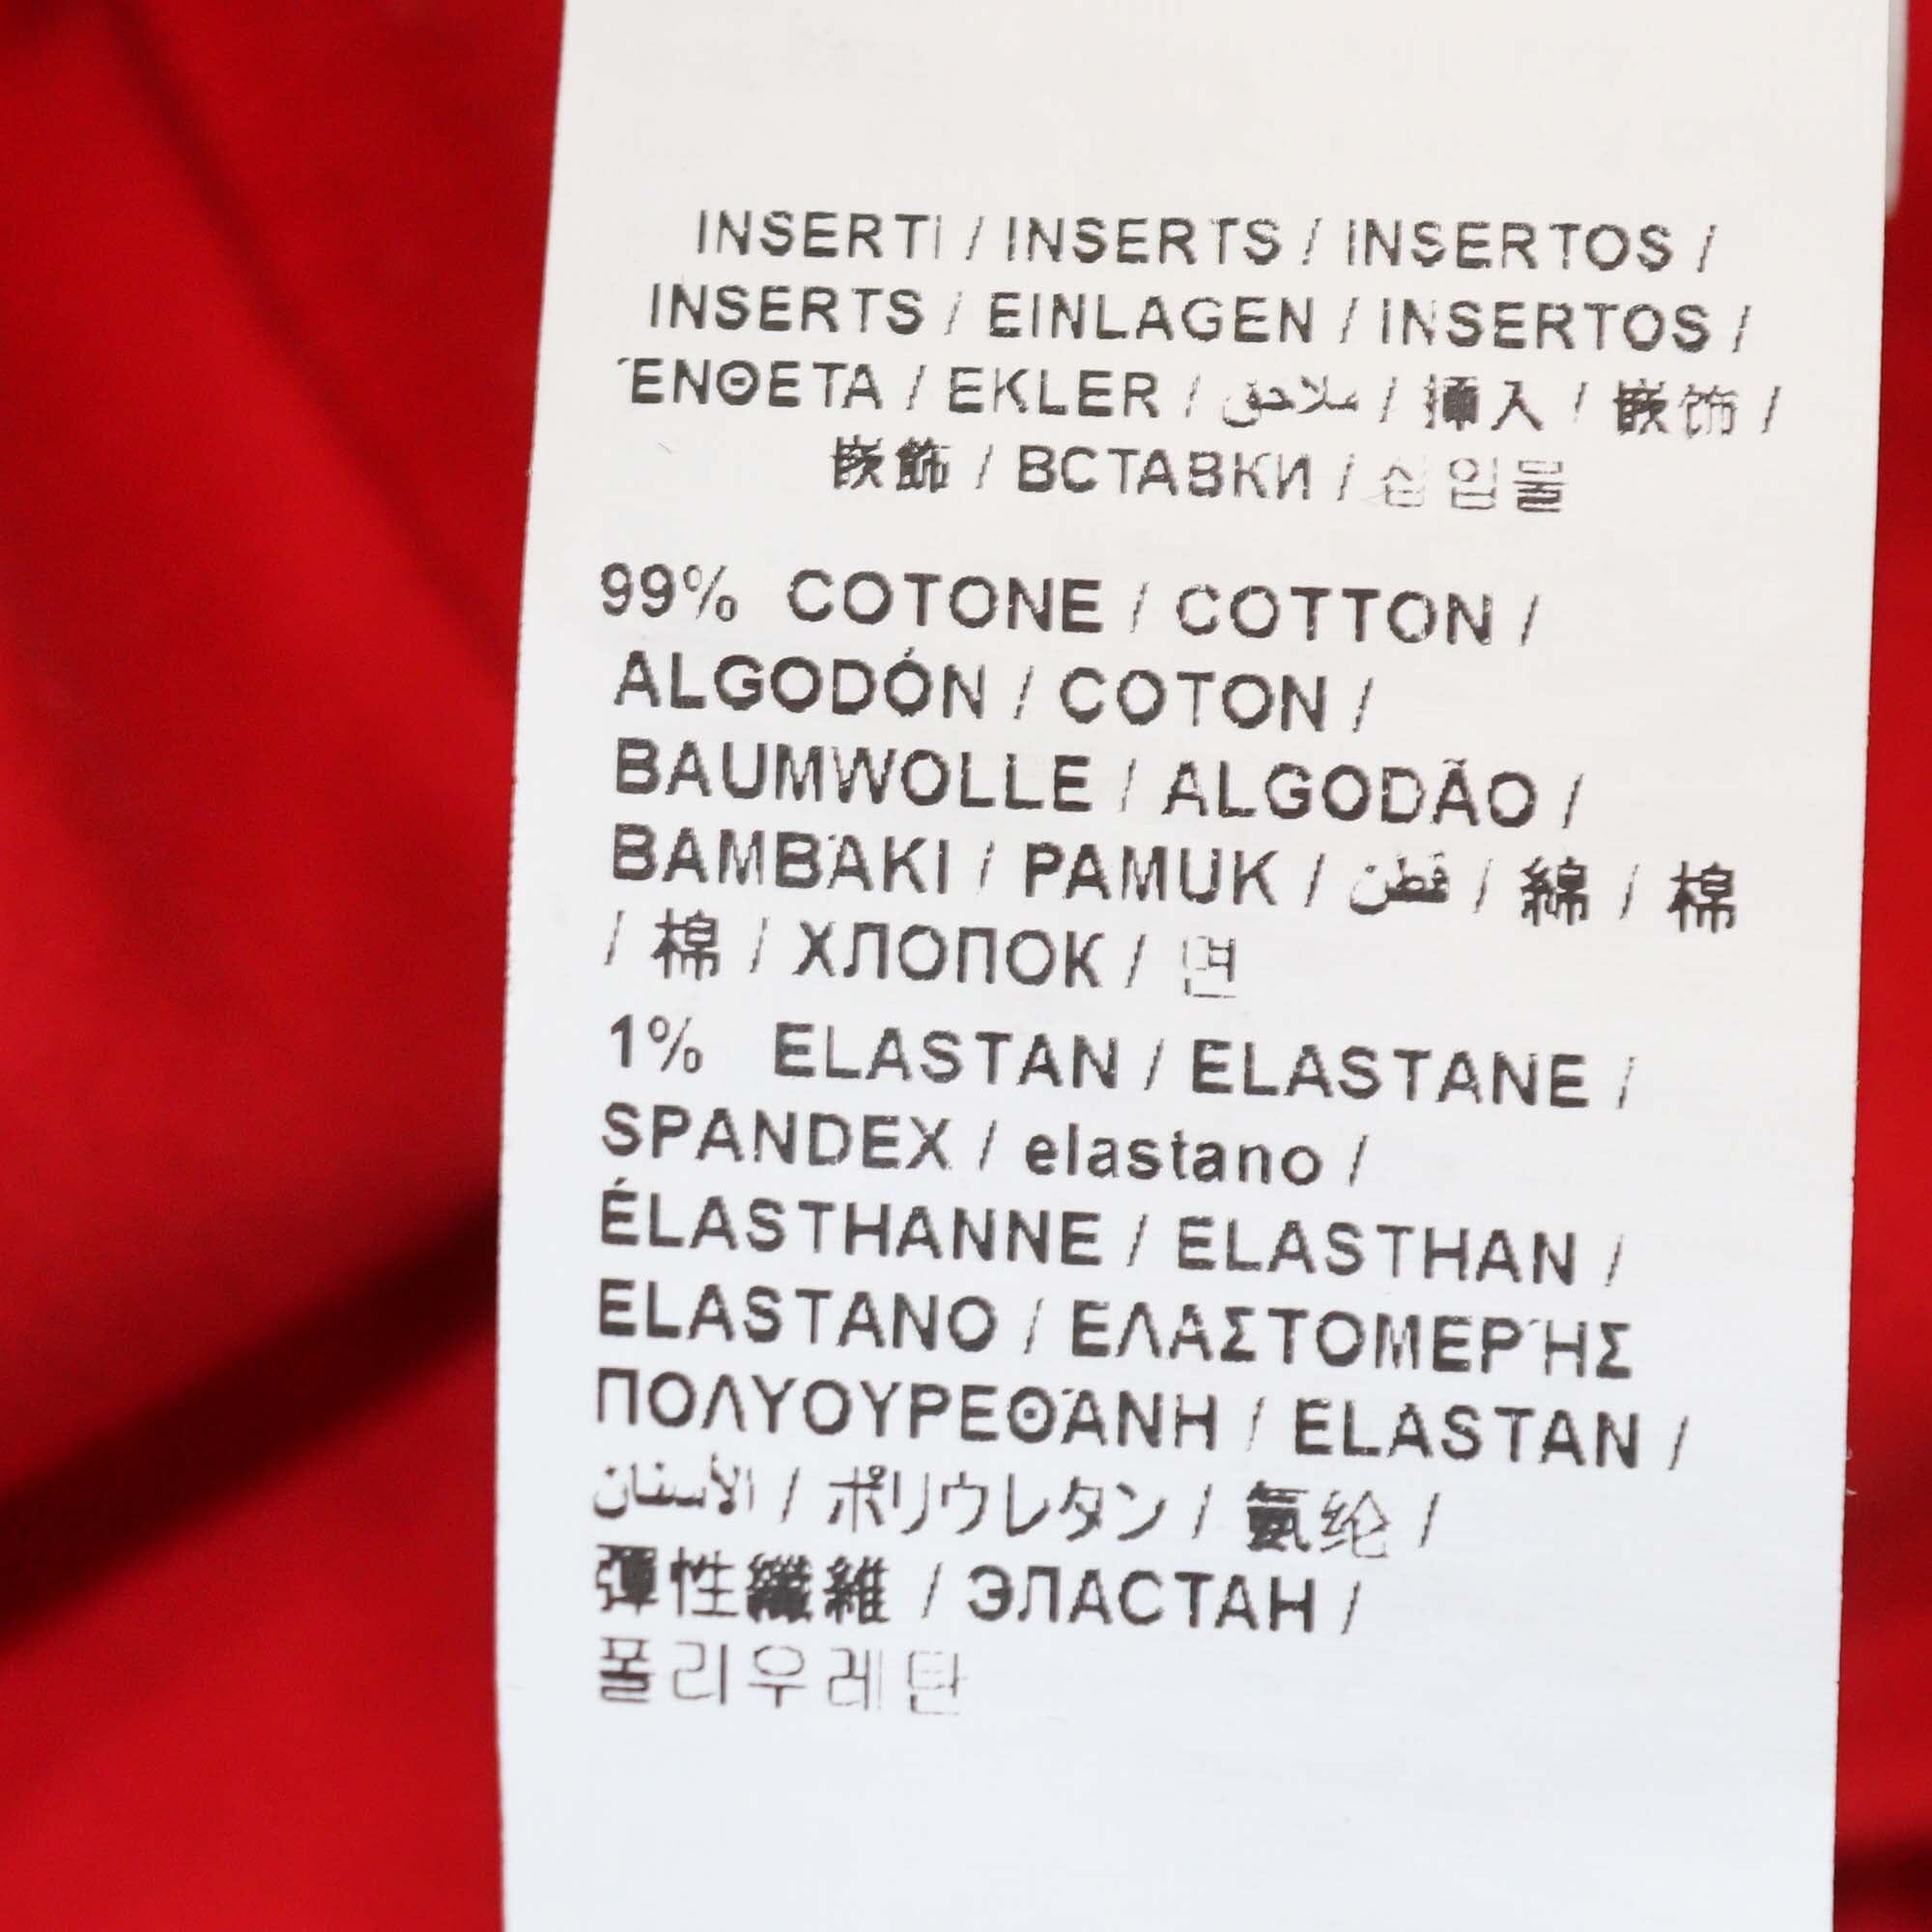 INSERTI / INSERTS / INSERTOS /
INSERTS / EINLAGEN / INSERTOS /
ΈΝΘΕΤΑ / EKLER / ملاحق / 挿入 / 嵌饰 /
嵌飾 / ВСТАВКИ / 삽입물
99% COTONE / COTTON /
ALGODÓN / COTON /
BAUMWOLLE / ALGODÃO /
ΒΑΜΒΆΚΙ / PAMUK / قطن / 綿 / 棉
/ 棉 / ХЛОПОК / 면
1% ELASTAN / ELASTANE /
SPANDEX / elastano /
ÉLASTHANNE / ELASTHAN /
ELASTANO / ΕΛΑΣΤΟΜΕΡΉΣ
ΠΟΛΥΟΥΡΕΘΆΝΗ / ELASTAN /
الأستان / ポリウレタン / 氨纶 /
彈性纖維 / ЭЛАСТАН /
폴리우레탄